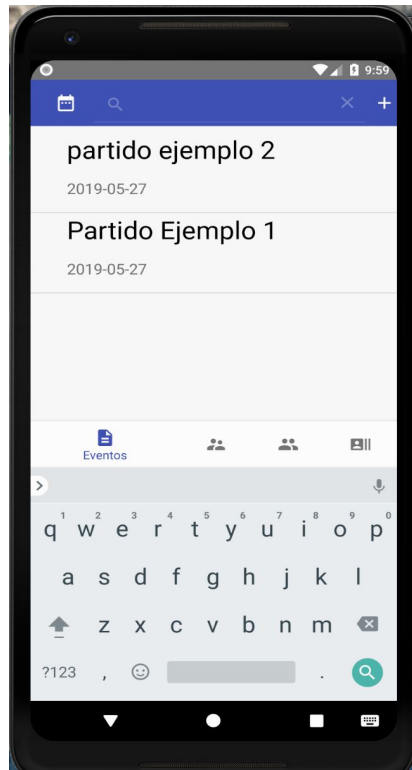 9:59
partido ejemplo 2
2019-05-27
Partido Ejemplo 1
2019-05-27
Eventos
1 2 3 4 5 6 7 8 9 0
q w e r t y u i o p
a s d f g h j k l
z x c v b n m
?123 , .